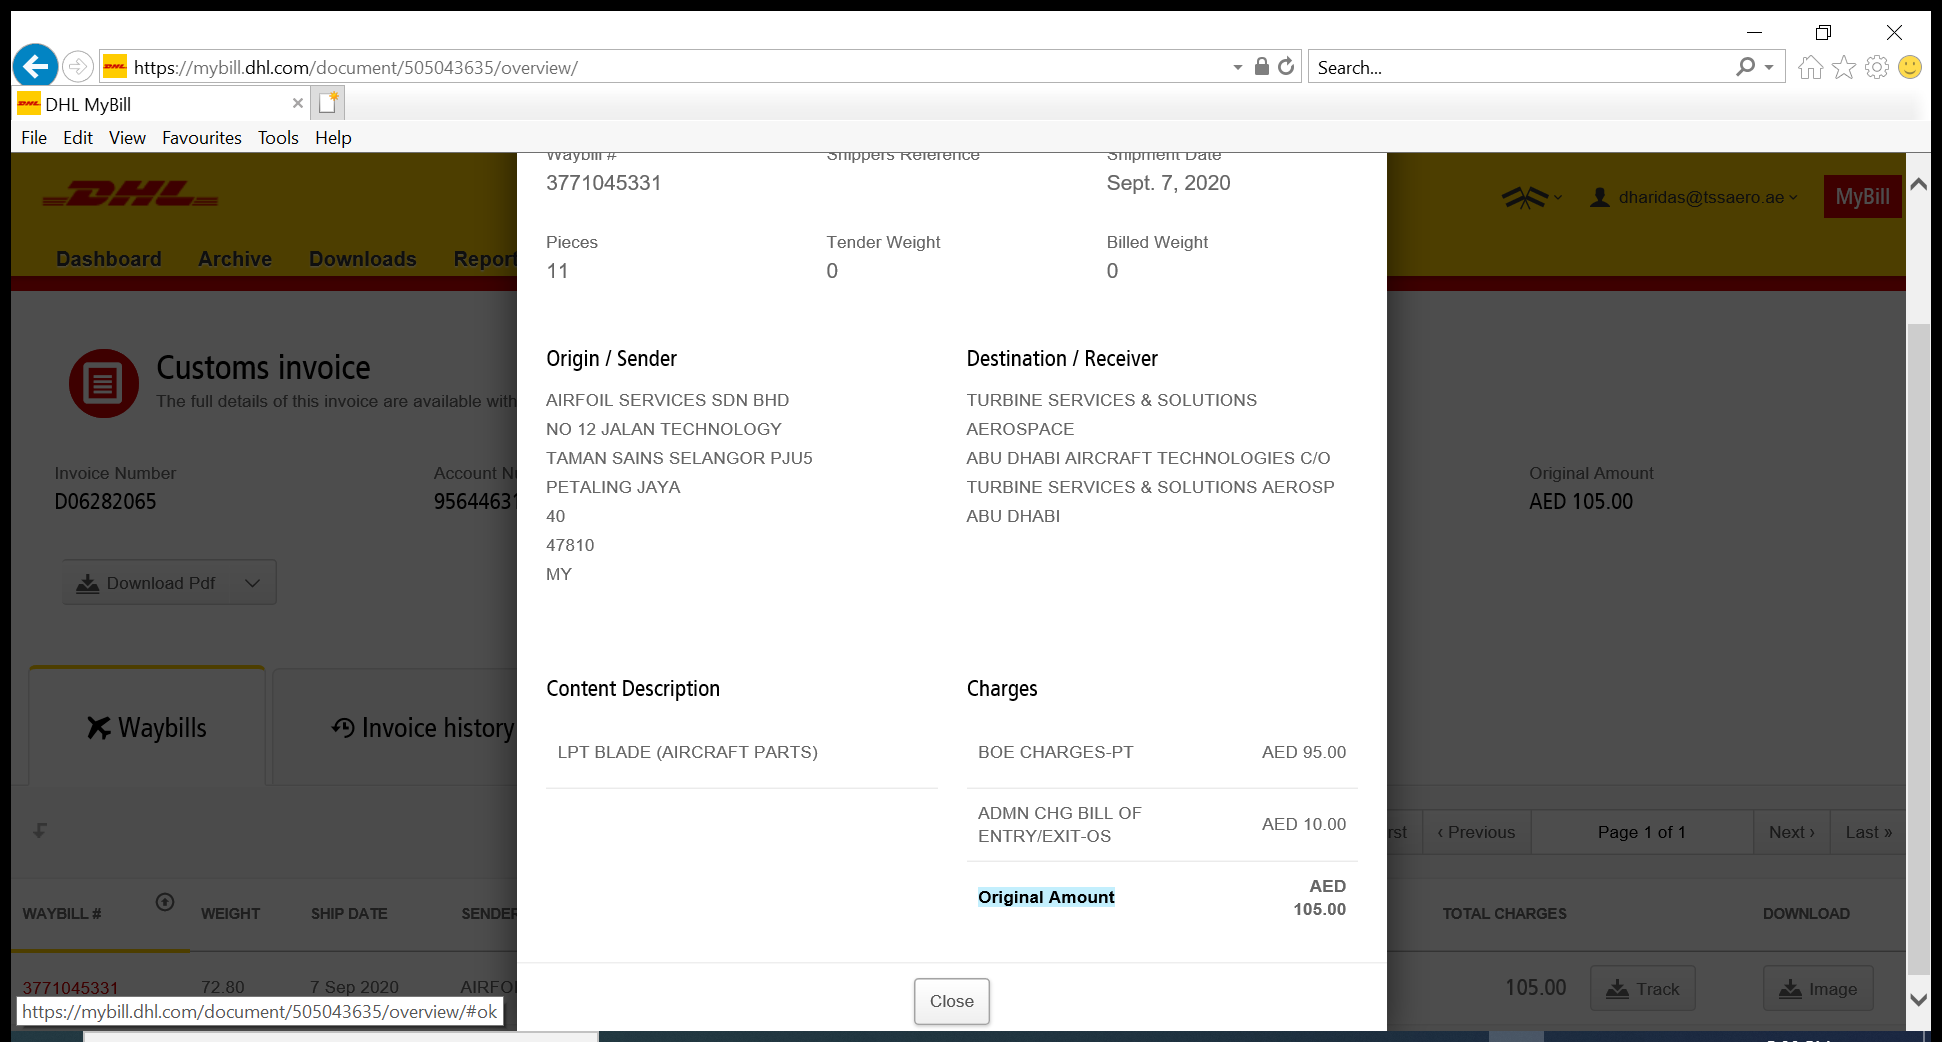 https://mybill.dhl.com/document/505043635/overview/
Search...
DHL MyBill
File Edit View Favourites Tools Help
Waybill # Shippers Reference Shipment Date
3771045331 Sept. 7, 2020
DHL
dharidas@tssaero.ae
MyBill
Dashboard Archive Downloads Report
Pieces Tender Weight Billed Weight
11 0 0
Customs invoice
The full details of this invoice are available with
Invoice Number Account Nu
D06282065 95644631
Original Amount
AED 105.00
Download Pdf
Origin / Sender
AIRFOIL SERVICES SDN BHD
NO 12 JALAN TECHNOLOGY
TAMAN SAINS SELANGOR PJU5
PETALING JAYA
40
47810
MY
Destination / Receiver
TURBINE SERVICES & SOLUTIONS
AEROSPACE
ABU DHABI AIRCRAFT TECHNOLOGIES C/O
TURBINE SERVICES & SOLUTIONS AEROSP
ABU DHABI
Waybills Invoice history
Content Description
LPT BLADE (AIRCRAFT PARTS)
Charges
BOE CHARGES-PT AED 95.00
ADMN CHG BILL OF
ENTRY/EXIT-OS
AED 10.00
Original Amount
AED
105.00
rst ‹ Previous Page 1 of 1 Next › Last »
WAYBILL # WEIGHT SHIP DATE SENDER TOTAL CHARGES DOWNLOAD
3771045331 72.80 7 Sep 2020 AIRFOI 105.00 Track Image
Close
https://mybill.dhl.com/document/505043635/overview/#ok